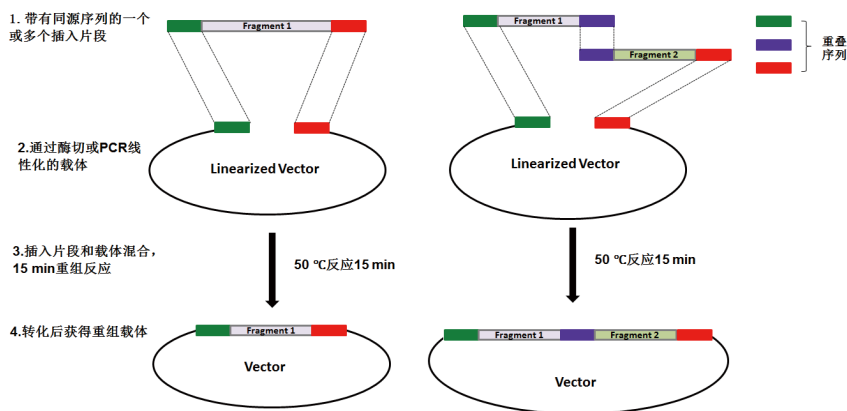 1. 带有同源序列的一个
或多个插入片段
Fragment 1
Fragment 1
Fragment 2
重叠
序列
2.通过酶切或PCR线
性化的载体
Linearized Vector
Linearized Vector
3.插入片段和载体混合，
15 min重组反应
50 ℃反应15 min
50 ℃反应15 min
4.转化后获得重组载体
Fragment 1
Vector
Fragment 1
Fragment 2
Vector